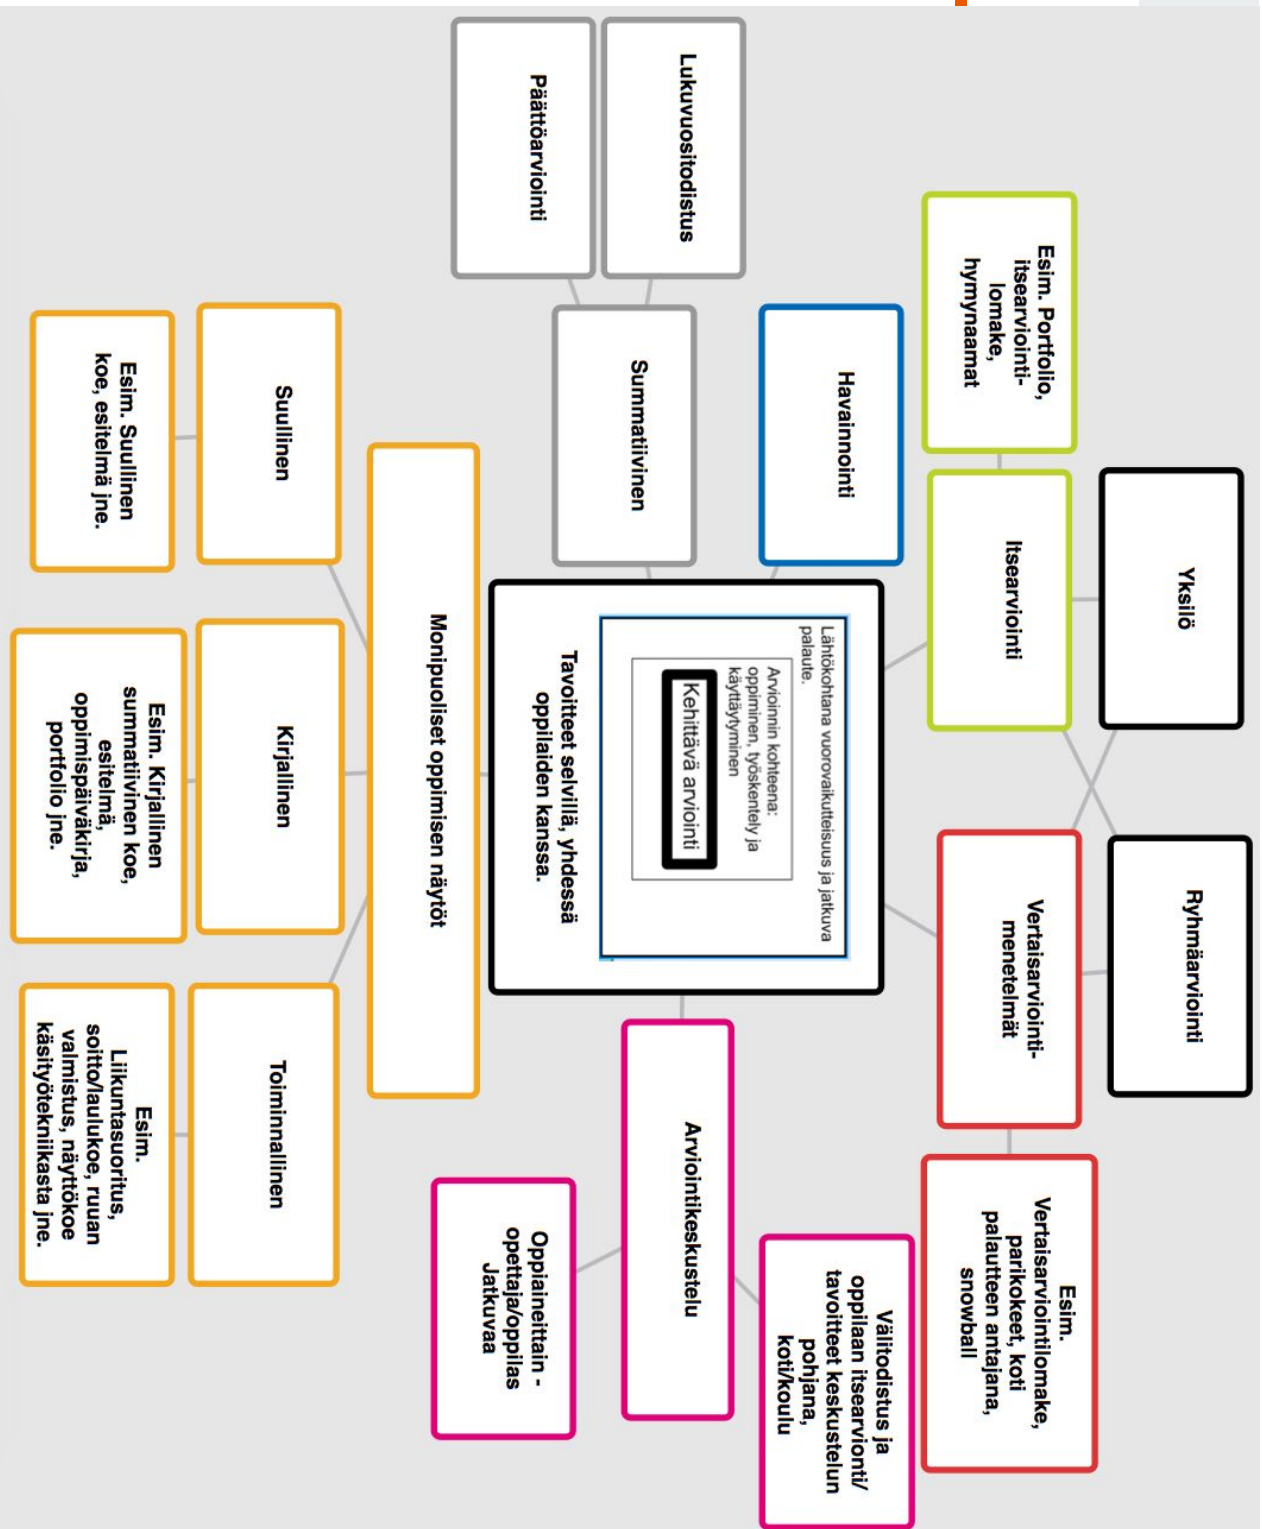 Yksilö
Ryhmäarviointi
Esim. Portfolio,
itsearviointi-
lomake,
hymynaamat
Itsearviointi
Vertaisarviointi-
menetelmät
Esim.
Vertaisarviointilomake,
parikokeet, koti
palautteen antajana,
snowball
Havainnointi
Lähtökohtana vuorovaikutteisuus ja jatkuva
palaute.
Arvioinnin kohteena:
oppiminen, työskentely ja
käyttäytyminen
Kehittävä arviointi
Tavoitteet selvillä, yhdessä
oppilaiden kanssa.
Välitodistus ja
oppilaan itsearvionti/
tavoitteet keskustelun
pohjana,
koti/koulu
Arviointikeskustelu
Oppiaineittain -
opettaja/oppilas
Jatkuvaa
Lukuvuositodistus
Päättöarviointi
Summatiivinen
Monipuoliset oppimisen näytöt
Suullinen
Kirjallinen
Toiminnallinen
Esim. Suullinen
koe, esitelmä jne.
Esim. Kirjallinen
summatiivinen koe,
esitelmä,
oppimispäiväkirja,
portfolio jne.
Esim.
Liikuntasuoritus,
soitto/laulukoe, ruuan
valmistus, näyttökoe
käsityötekniikasta jne.